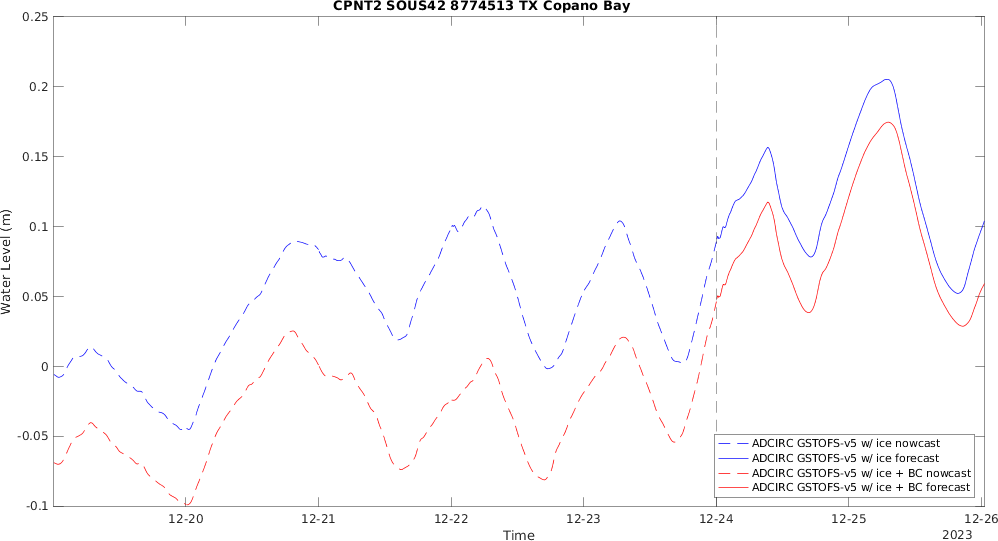 CPNT2 SOUS42 8774513 TX Copano Bay
0.25
0.2
0.15
0.1
0.05
0
-0.05
-0.1
Water Level (m)
12-20
12-21
12-22
12-23
12-24
12-25
12-26
Time
2023
ADCIRC GSTOFS-v5 w/ ice nowcast
ADCIRC GSTOFS-v5 w/ ice forecast
ADCIRC GSTOFS-v5 w/ ice + BC nowcast
ADCIRC GSTOFS-v5 w/ ice + BC forecast